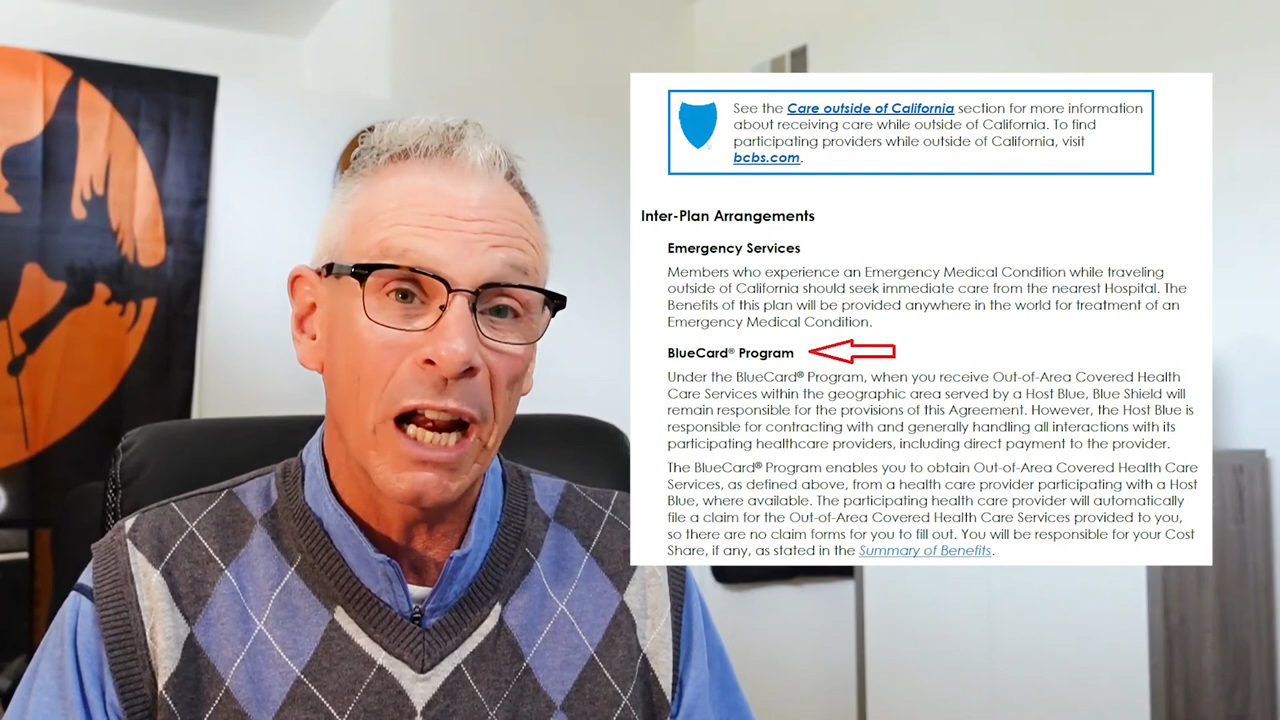 See the Care outside of California section for more information
about receiving care while outside of California. To find
participating providers while outside of California, visit
bcbs.com.
Inter-Plan Arrangements
Emergency Services
Members who experience an Emergency Medical Condition while traveling
outside of California should seek immediate care from the nearest Hospital. The
Benefits of this plan will be provided anywhere in the world for treatment of an
Emergency Medical Condition.
BlueCard® Program
Under the BlueCard® Program, when you receive Out-of-Area Covered Health
Care Services within the geographic area served by a Host Blue, Blue Shield will
remain responsible for the provisions of this Agreement. However, the Host Blue is
responsible for contracting with and generally handling all interactions with its
participating healthcare providers, including direct payment to the provider.
The BlueCard® Program enables you to obtain Out-of-Area Covered Health Care
Services, as defined above, from a health care provider participating with a Host
Blue, where available. The participating health care provider will automatically
file a claim for the Out-of-Area Covered Health Care Services provided to you,
so there are no claim forms for you to fill out. You will be responsible for your Cost
Share, if any, as stated in the Summary of Benefits.